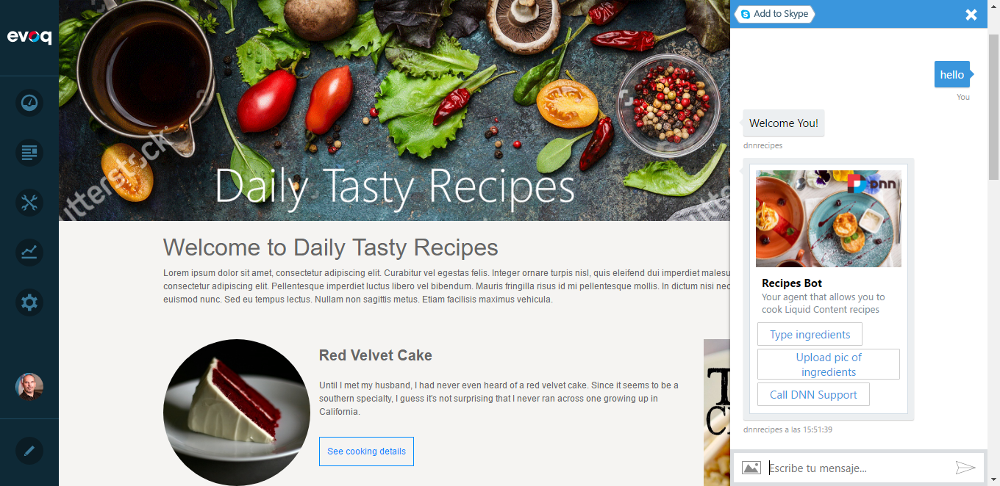 evoq
Daily Tasty Recipes
Welcome to Daily Tasty Recipes
Lorem ipsum dolor sit amet, consectetur adipiscing elit. Curabitur vel egestas felis. Integer ornare turpis nisl, quis eleifend dui imperdiet malesu
consectetur adipiscing elit. Pellentesque imperdiet luctus libero vel bibendum. Mauris fringilla risus id mi pellentesque mollis. In dictum nisi nec
euismod nunc. Sed eu tempus lectus. Nullam non sagittis metus. Etiam facilisis maximus vehicula.
Red Velvet Cake
Until I met my husband, I had never even heard of a red velvet cake. Since it seems to be a
southern specialty, I guess it's not surprising that I never ran across one growing up in
California.
See cooking details
Add to Skype
hello
You
Welcome You!
dnnrecipes
DNN
Recipes Bot
Your agent that allows you to
cook Liquid Content recipes
Type ingredients
Upload pic of
ingredients
Call DNN Support
dnnrecipes a las 15:51:39
Escribe tu mensaje...